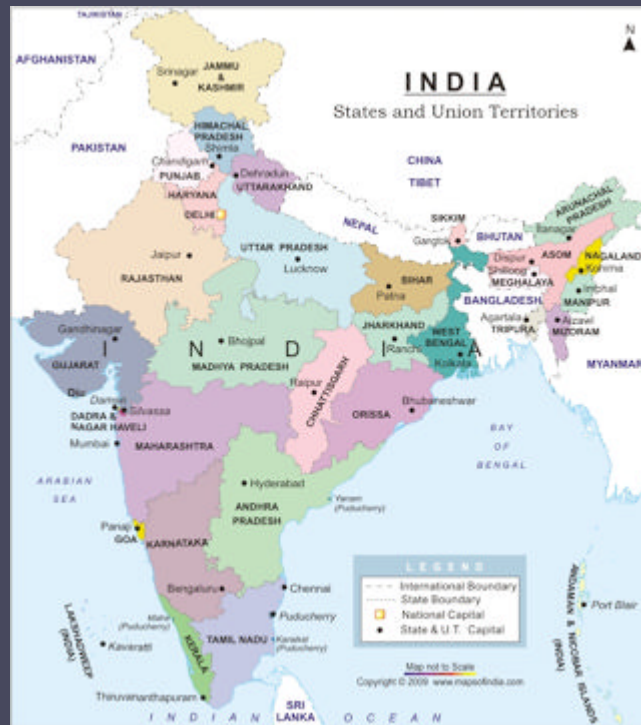 TAJIKISTAN
AFGHANISTAN
N
JAMMU
&
KASHMIR
Srinagar
INDIA
States and Union Territories
HIMACHAL
PRADESH
Shimla
PAKISTAN
Chandigarh
PUNJAB
Dehradun
UTTARAKHAND
HARYANA
DELHI
CHINA
TIBET
ARUNACHAL
PRADESH
Itanagar
NEPAL
SIKKIM
Gangtok
BHUTAN
UTTAR PRADESH
Lucknow
Jaipur
RAJASTHAN
BIHAR
Patna
ASOM
Dispur
Shillong
MEGHALAYA
NAGALAND
Kohima
Imphal
MANIPUR
BANGLADESH
Agartala
TRIPURA
Aizawl
MIZORAM
MYANMAR
Gandhinagar
GUJARAT
I N D I A
Bhojpal
MADHYA PRADESH
JHARKHAND
Ranchi
WEST
BENGAL
Kolkata
Raipur
CHHATTISGARH
Diu
Daman
Silvassa
DADRA &
NAGAR HAVELI
Mumbai
MAHARASHTRA
ORISSA
Bhubaneshwar
ARABIAN
SEA
BAY
OF
BENGAL
Hyderabad
ANDHRA
PRADESH
Yanam
(Puducherry)
Panaji
GOA
KARNATAKA
Bengaluru
Chennai
LEGEND
International Boundary
State Boundary
National Capital
State & U.T. Capital
Map not to Scale
Copyright © 2009 www.mapsofindia.com
Mahe
(Puducherry)
Puducherry
TAMIL NADU
Karaikal
(Puducherry)
KERALA
LAKSHADWEEP
(INDIA)
Kavaratti
Thiruvananthapuram
ANDAMAN & NICOBAR ISLANDS
(INDIA)
Port Blair
SRI
LANKA
INDIAN OCEAN